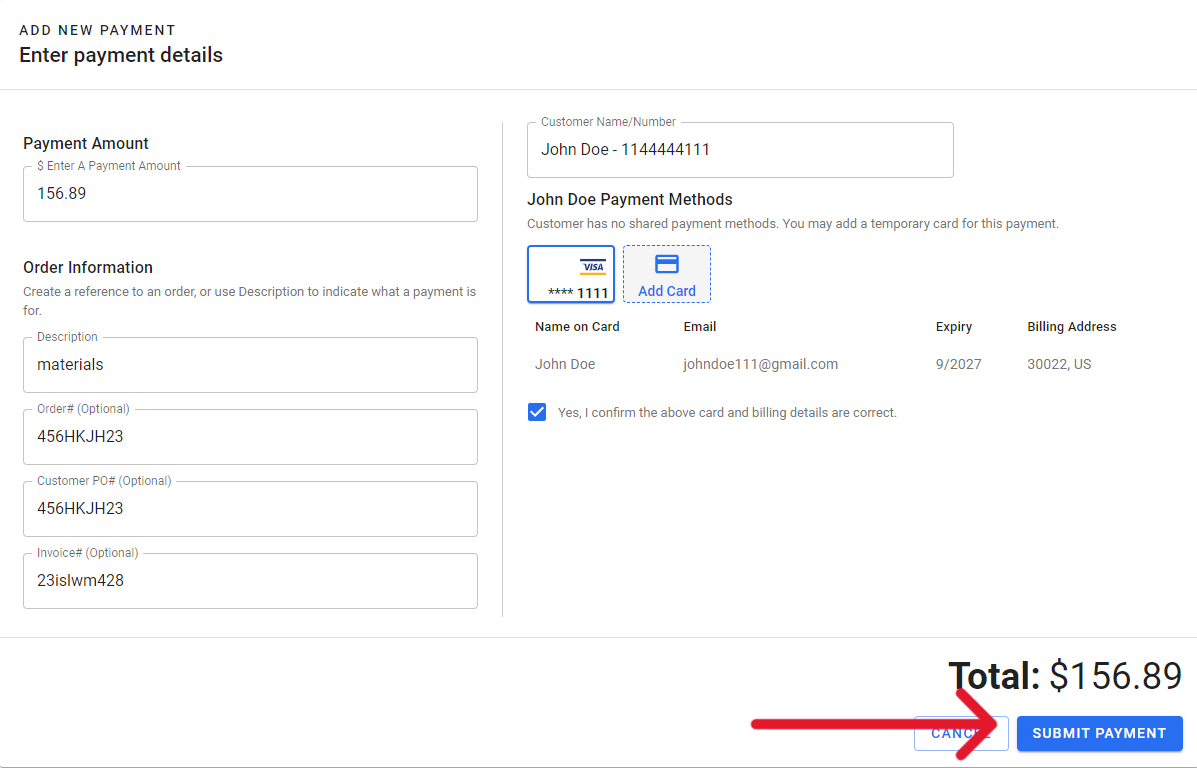 ADD NEW PAYMENT
Enter payment details
Payment Amount
$ Enter A Payment Amount
156.89
Order Information
Create a reference to an order, or use Description to indicate what a payment is
for.
Description
materials
Order# (Optional)
456HKJH23
Customer PO# (Optional)
456HKJH23
Invoice# (Optional)
23islwm428
Customer Name/Number
John Doe - 1144444111
John Doe Payment Methods
Customer has no shared payment methods. You may add a temporary card for this payment.
VISA
**** 1111
Add Card
Name on Card Email Expiry Billing Address
John Doe johndoe111@gmail.com 9/2027 30022, US
Yes, I confirm the above card and billing details are correct.
Total: $156.89
CANCEL SUBMIT PAYMENT